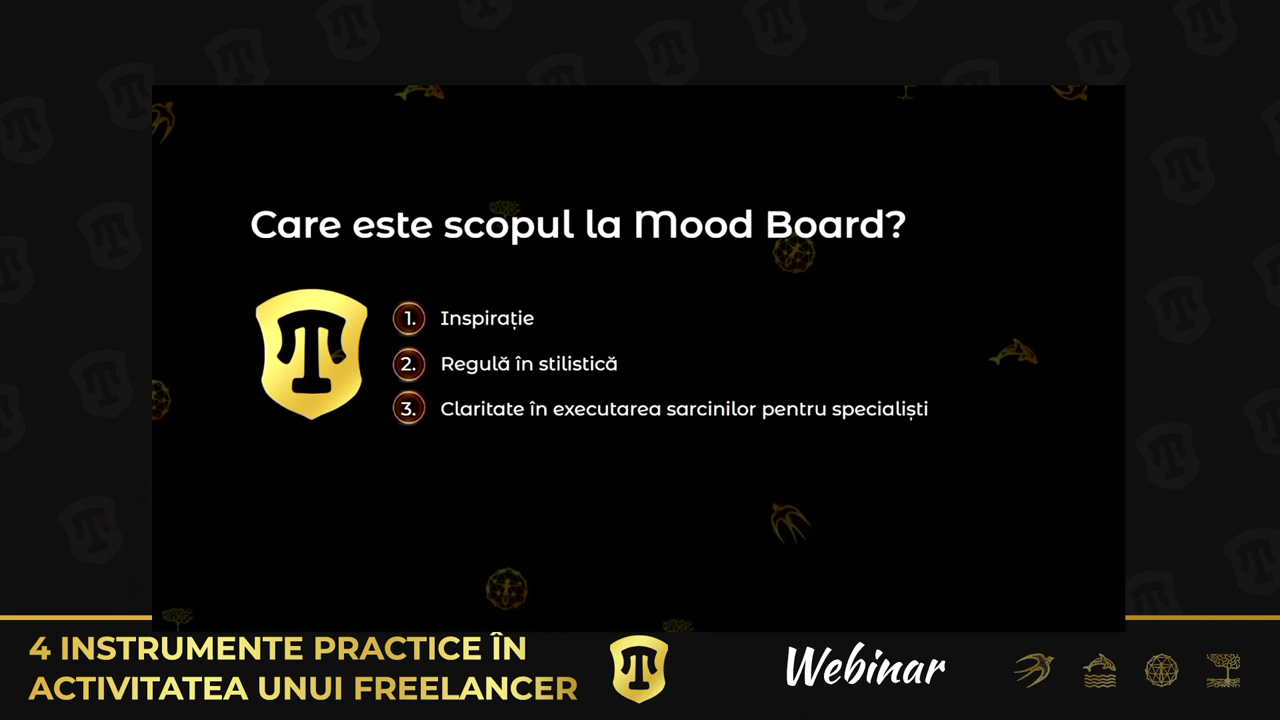 Care este scopul la Mood Board?
1. Inspirație
2. Regulă în stilistică
3. Claritate în executarea sarcinilor pentru specialiști
4 INSTRUMENTE PRACTICE ÎN
ACTIVITATEA UNUI FREELANCER
Webinar